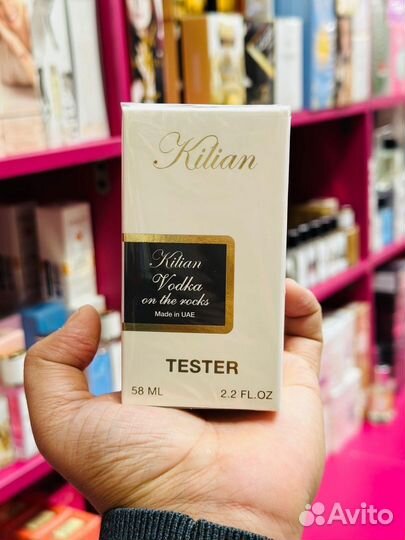 Kilian
Kilian
Vodka
on the rocks
Made in UAE
TESTER
58 ML 2.2 FL.OZ
Avito